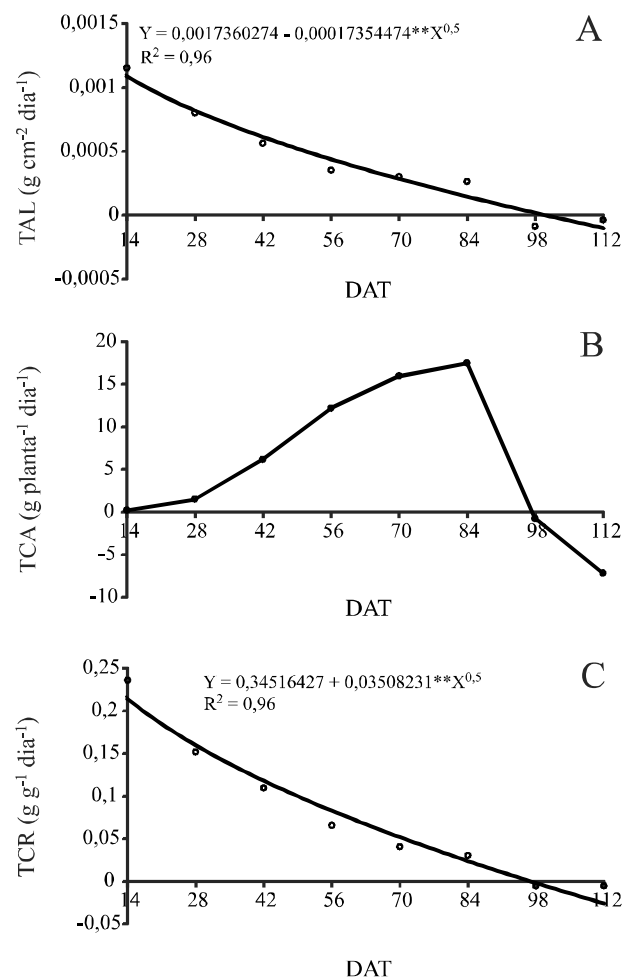 A
Y = 0,0017360274 - 0,00017354474**X^0,5
R² = 0,96
TAL (g cm⁻² dia⁻¹)
0,0015
0,001
0,0005
0
-0,0005
14 28 42 56 70 84 98 112
DAT
B
TCA (g planta⁻¹ dia⁻¹)
20
15
10
5
0
-5
-10
14 28 42 56 70 84 98 112
DAT
C
Y = 0,34516427 + 0,03508231**X^0,5
R² = 0,96
TCR (g g⁻¹ dia⁻¹)
0,25
0,2
0,15
0,1
0,05
0
-0,05
14 28 42 56 70 84 98 112
DAT